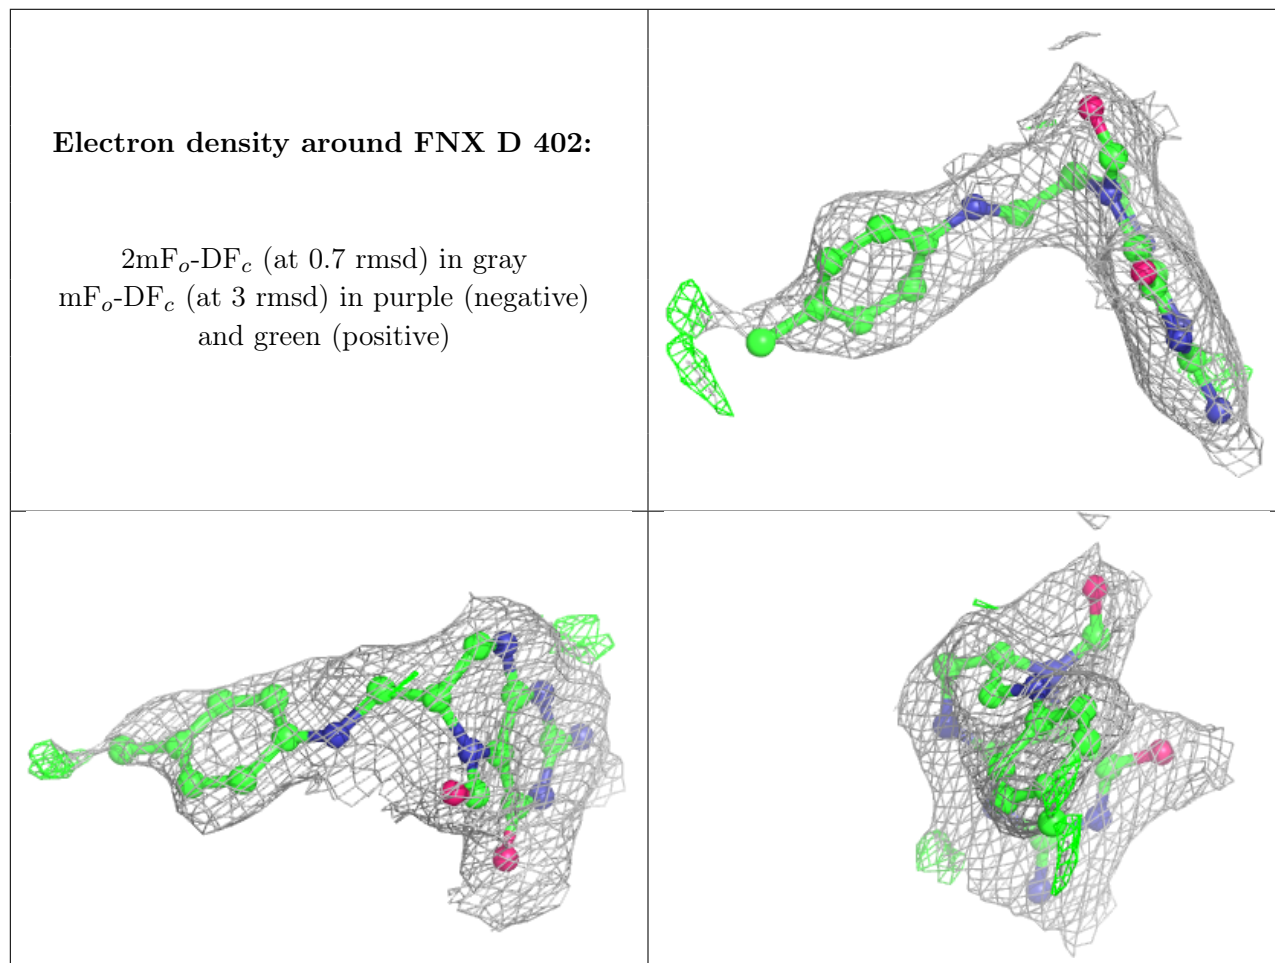 Electron density around FNX D 402:
2mFo-DFc (at 0.7 rmsd) in gray
mFo-DFc (at 3 rmsd) in purple (negative)
and green (positive)